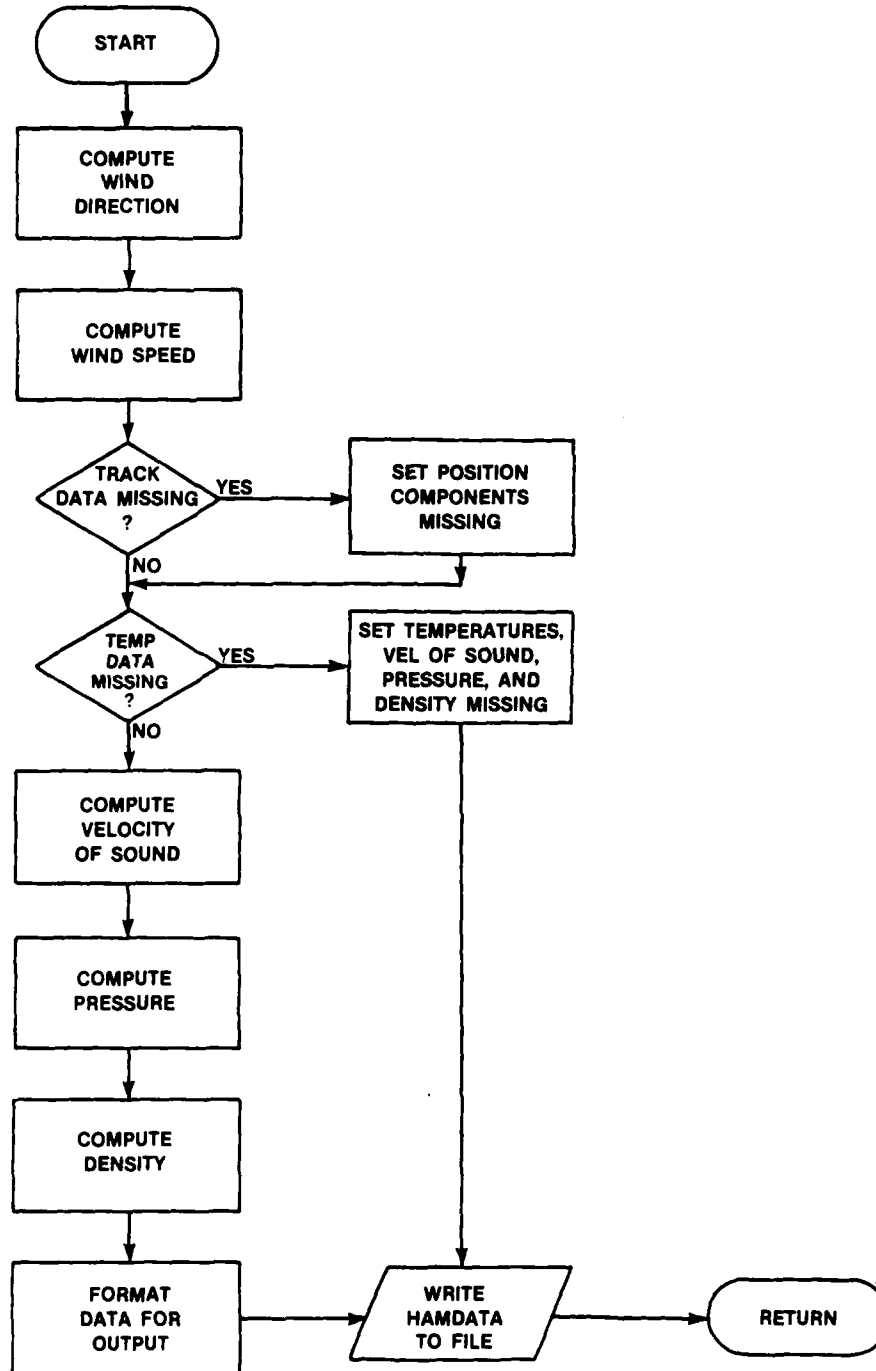 START
COMPUTE
WIND
DIRECTION
COMPUTE
WIND SPEED
TRACK
DATA MISSING
?
YES
SET POSITION
COMPONENTS
MISSING
NO
TEMP
DATA
MISSING
?
YES
SET TEMPERATURES,
VEL OF SOUND,
PRESSURE, AND
DENSITY MISSING
NO
COMPUTE
VELOCITY
OF SOUND
COMPUTE
PRESSURE
COMPUTE
DENSITY
FORMAT
DATA FOR
OUTPUT
WRITE
HAMDATA
TO FILE
RETURN